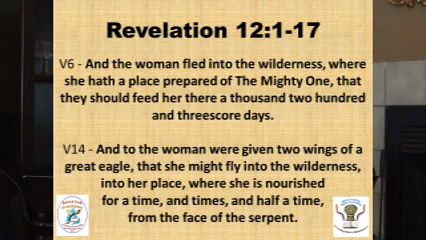 Revelation 12:1-17
V6 - And the woman fled into the wilderness, where
she hath a place prepared of The Mighty One, that
they should feed her there a thousand two hundred
and threescore days.
V14 - And to the woman were given two wings of a
great eagle, that she might fly into the wilderness,
into her place, where she is nourished
for a time, and times, and half a time,
from the face of the serpent.